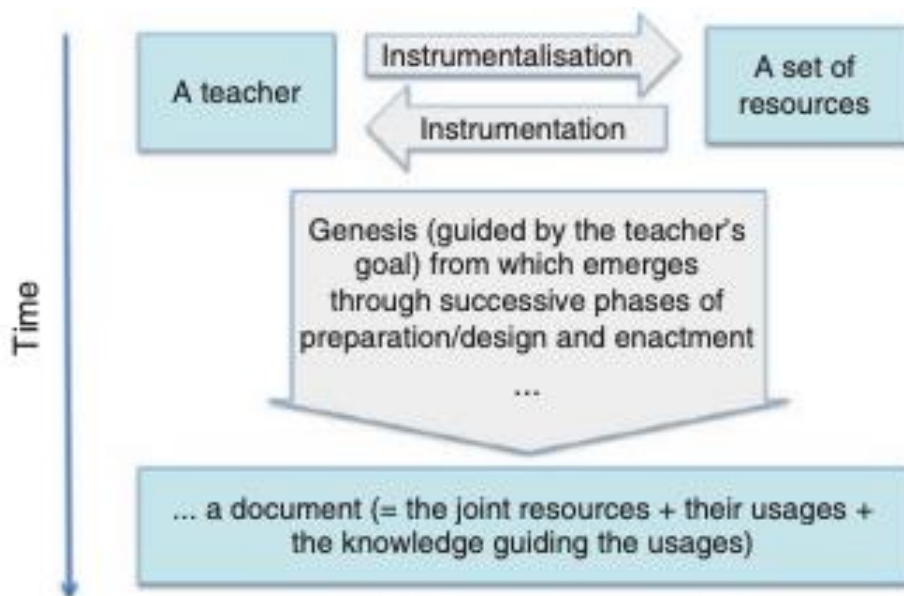 Time
A teacher
Instrumentalisation
Instrumentation
A set of
resources
Genesis (guided by the teacher's
goal) from which emerges
through successive phases of
preparation/design and enactment
...
... a document (= the joint resources + their usages +
the knowledge guiding the usages)